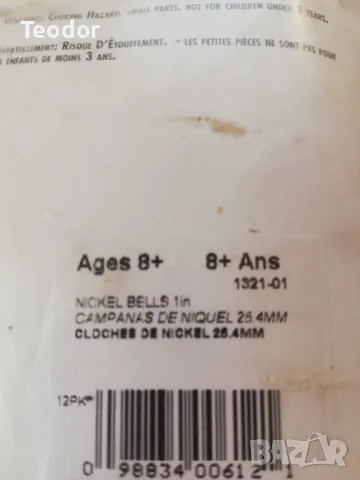 Teodor
WARNING: CHOKING HAZARD. SMALL PARTS. NOT FOR CHILDREN UNDER 3 YEARS.
AVERTISSEMENT: RISQUE D'ÉTOUFFEMENT. - LES PETITES PIÈCES NE SONT PAS
ENFANTS DE MOINS 3 ANS.
Ages 8+ 8+ Ans
1321-01
NICKEL BELLS 1in
CAMPANAS DE NIQUEL 25.4MM
CLOCHES DE NICKEL 25.4MM
12PK
0 98834 00612 1
BAZAR